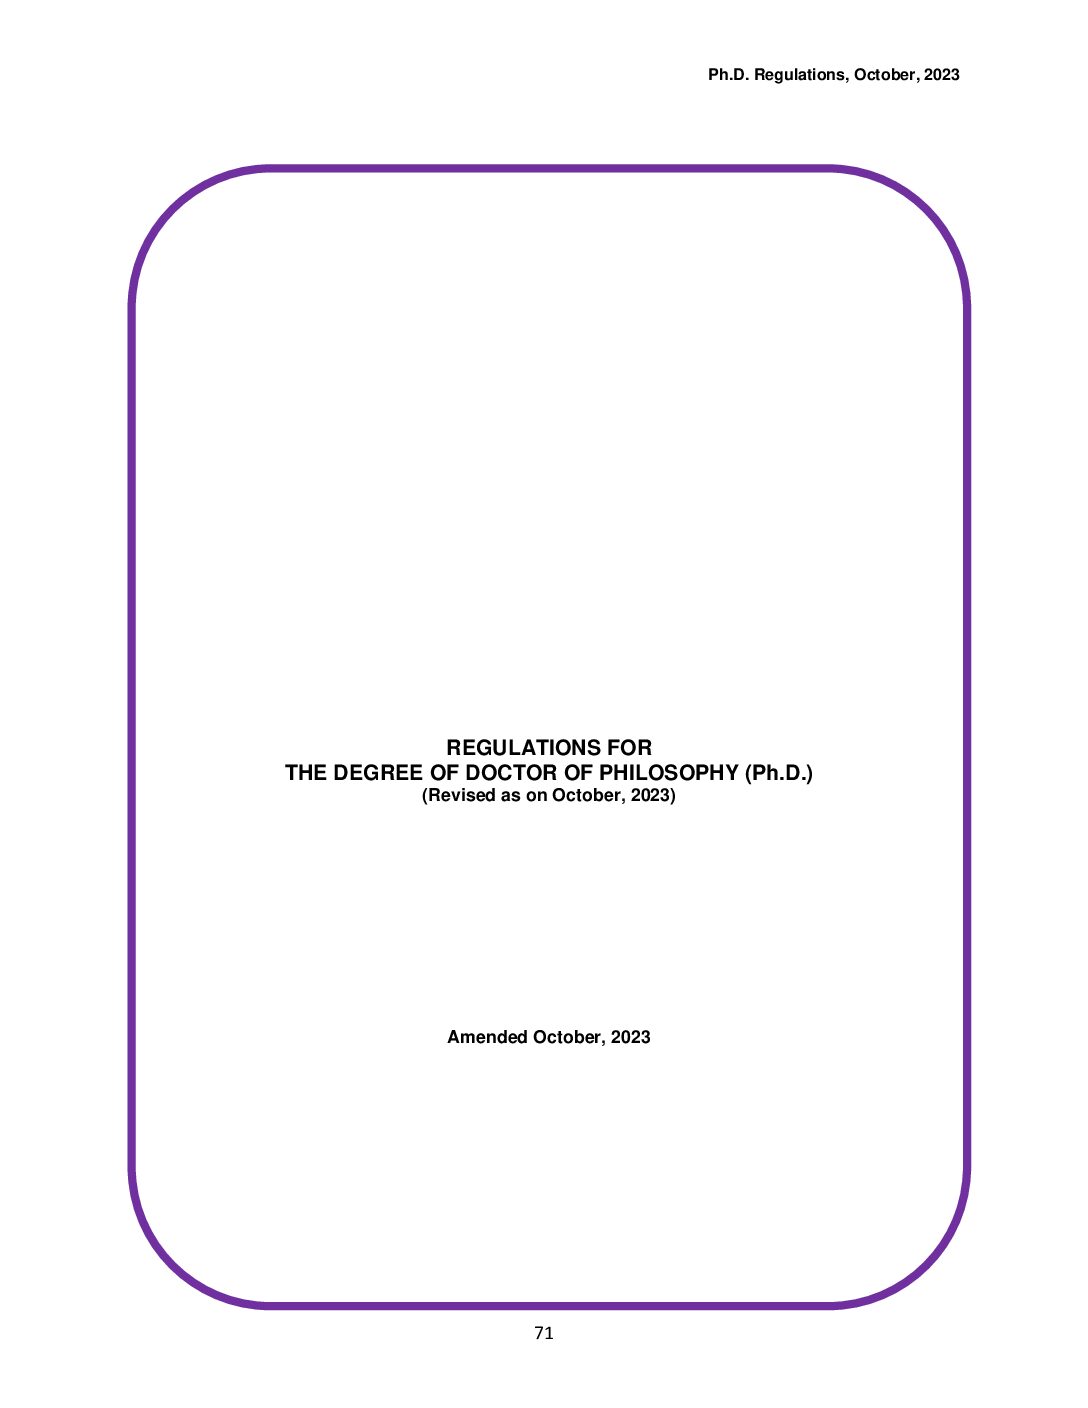 Ph.D. Regulations, October, 2023
REGULATIONS FOR
THE DEGREE OF DOCTOR OF PHILOSOPHY (Ph.D.)
(Revised as on October, 2023)
Amended October, 2023
71